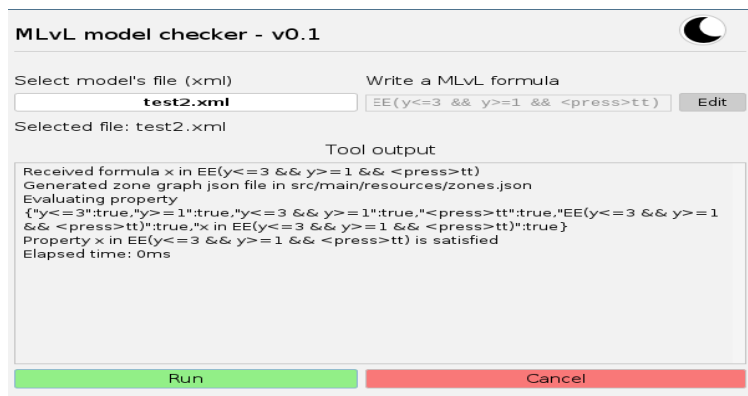 MLvL model checker - v0.1
Select model's file (xml)
Write a MLvL formula
test2.xml
EE(y<=3 && y>=1 && <press>tt)
Edit
Selected file: test2.xml
Tool output
Received formula x in EE(y<=3 && y>=1 && <press>tt)
Generated zone graph json file in src/main/resources/zones.json
Evaluating property
{"y<=3":true,"y>=1":true,"y<=3 && y>=1":true,"<press>tt":true,"EE(y<=3 && y>=1
&& <press>tt)":true,"x in EE(y<=3 && y>=1 && <press>tt)":true}
Property x in EE(y<=3 && y>=1 && <press>tt) is satisfied
Elapsed time: 0ms
Run
Cancel